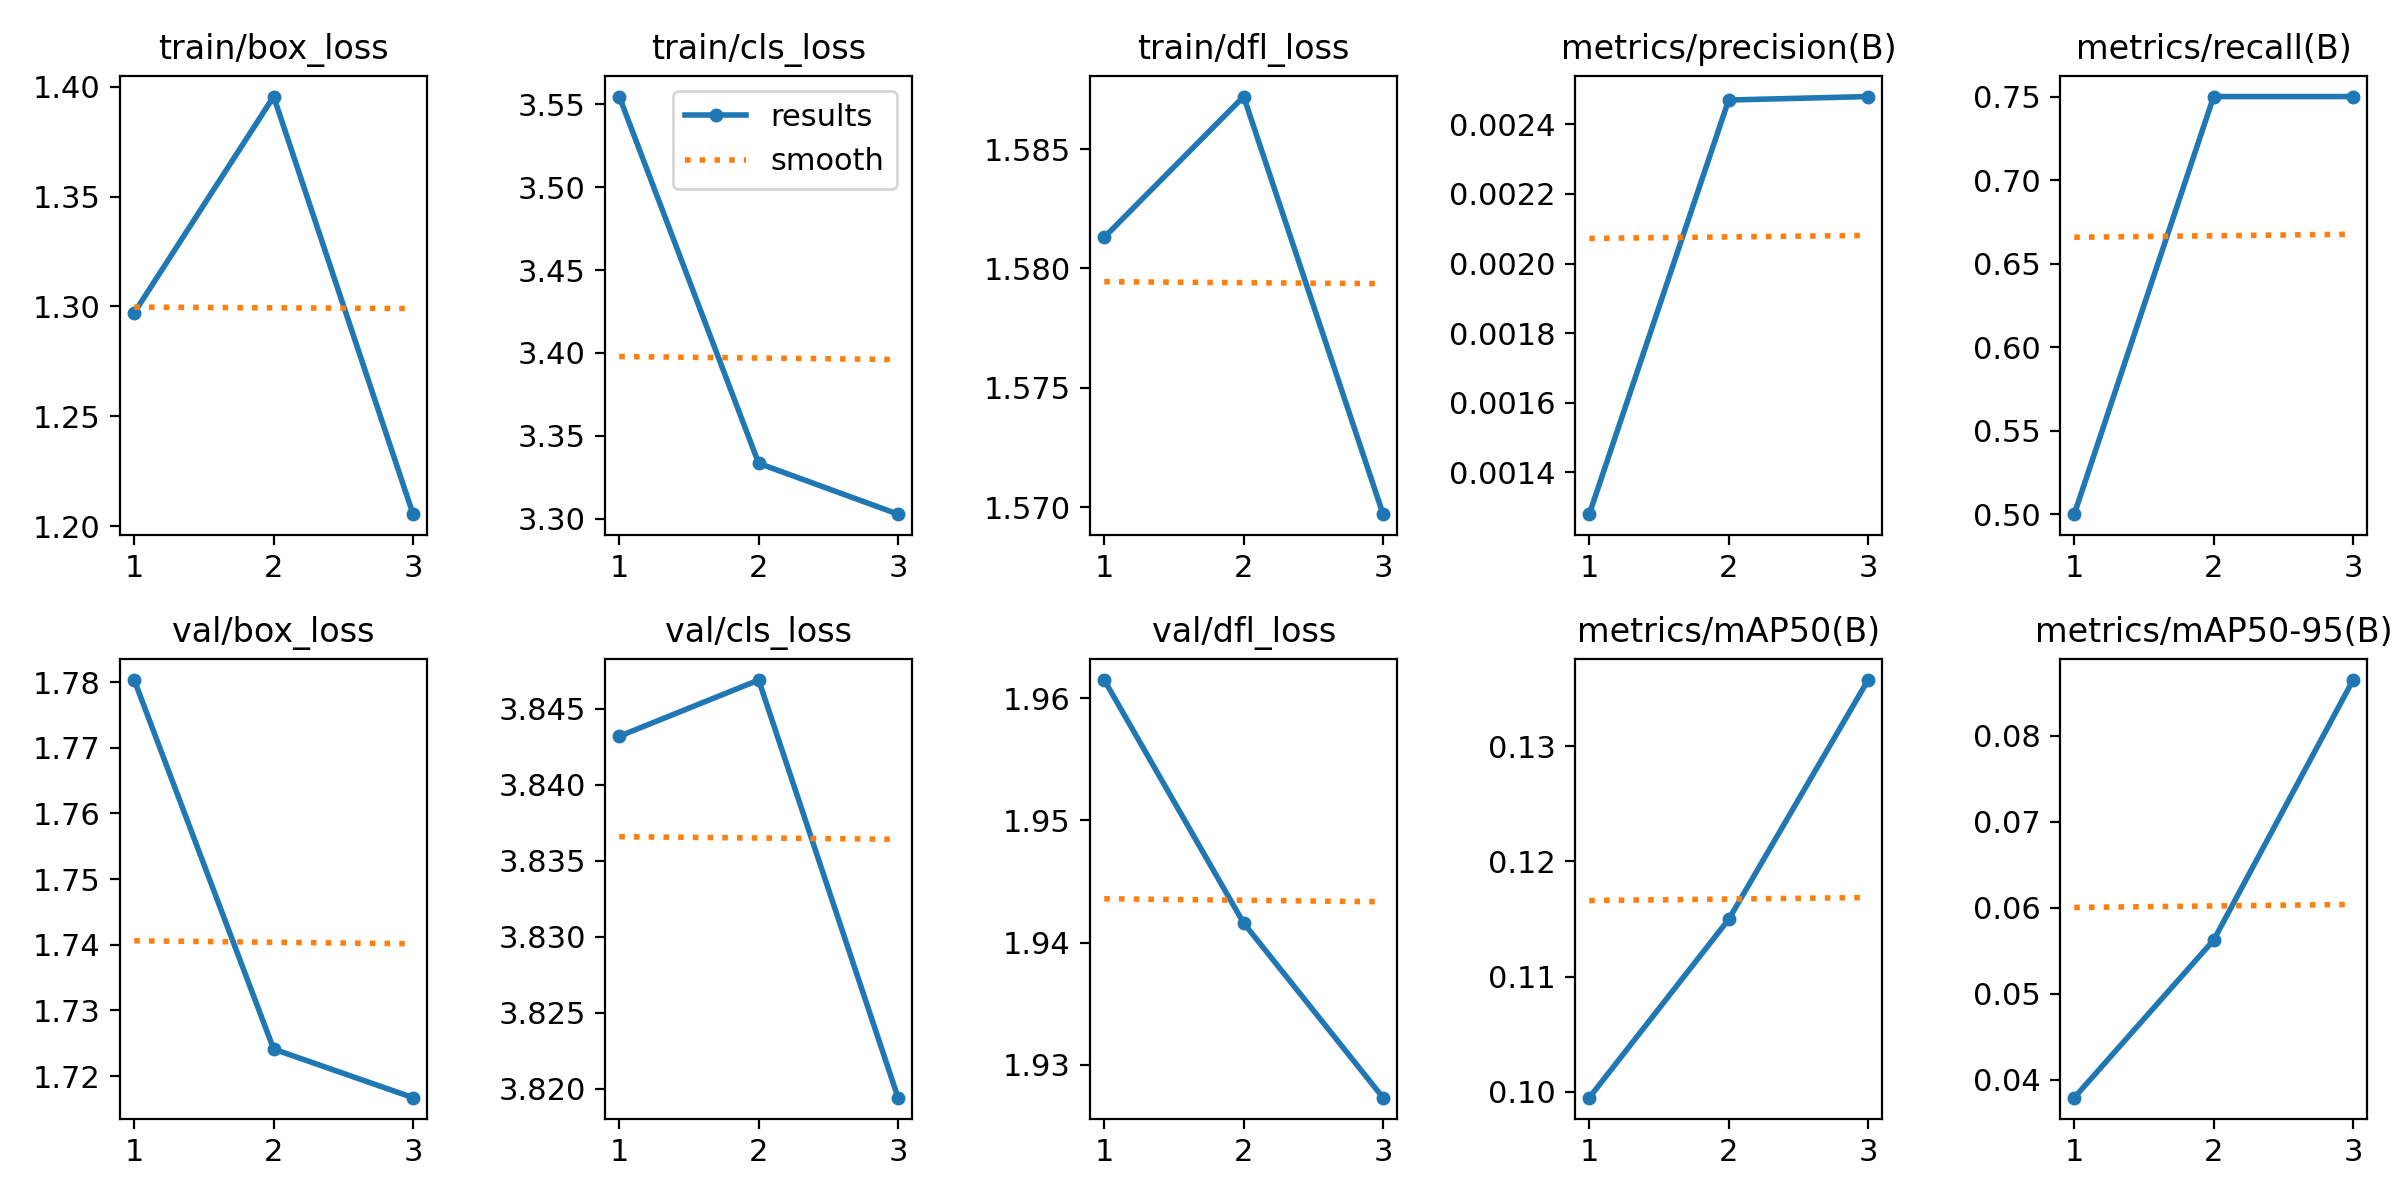 train/box_loss
1.40
1.35
1.30
1.25
1.20
1 2 3
train/cls_loss
results
smooth
3.55
3.50
3.45
3.40
3.35
3.30
1 2 3
train/dfl_loss
1.585
1.580
1.575
1.570
1 2 3
metrics/precision(B)
0.0024
0.0022
0.0020
0.0018
0.0016
0.0014
1 2 3
metrics/recall(B)
0.75
0.70
0.65
0.60
0.55
0.50
1 2 3
val/box_loss
1.78
1.77
1.76
1.75
1.74
1.73
1.72
1 2 3
val/cls_loss
3.845
3.840
3.835
3.830
3.825
3.820
1 2 3
val/dfl_loss
1.96
1.95
1.94
1.93
1 2 3
metrics/mAP50(B)
0.13
0.12
0.11
0.10
1 2 3
metrics/mAP50-95(B)
0.08
0.07
0.06
0.05
0.04
1 2 3